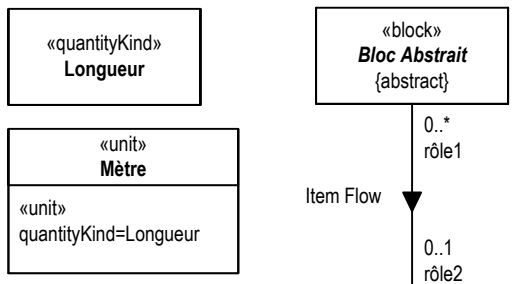 «quantityKind»
Longueur
«unit»
Mètre
«unit»
quantityKind=Longueur
«block»
Bloc Abstrait
{abstract}
0..*
rôle1
Item Flow
0..1
rôle2